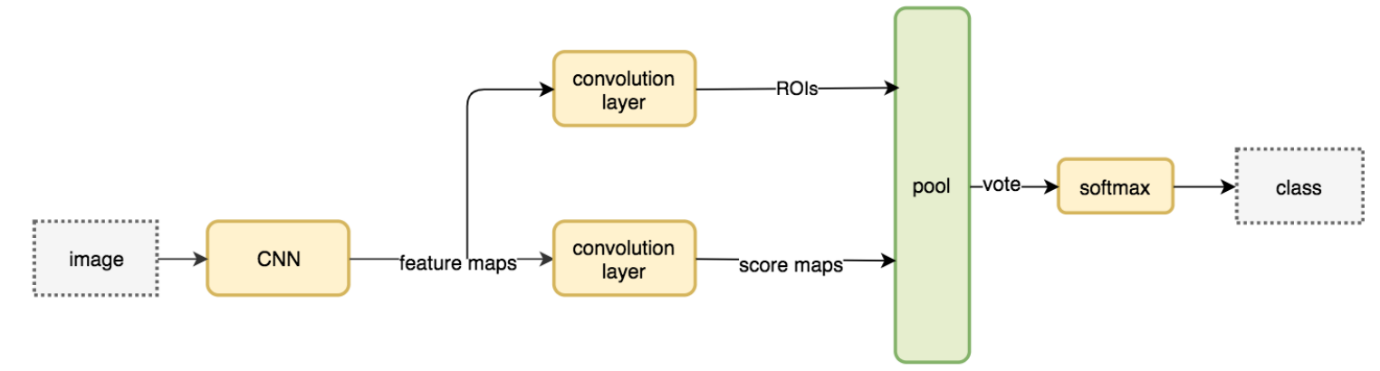 convolution
layer
ROIs
pool
vote
softmax
class
image
CNN
feature maps
convolution
layer
score maps